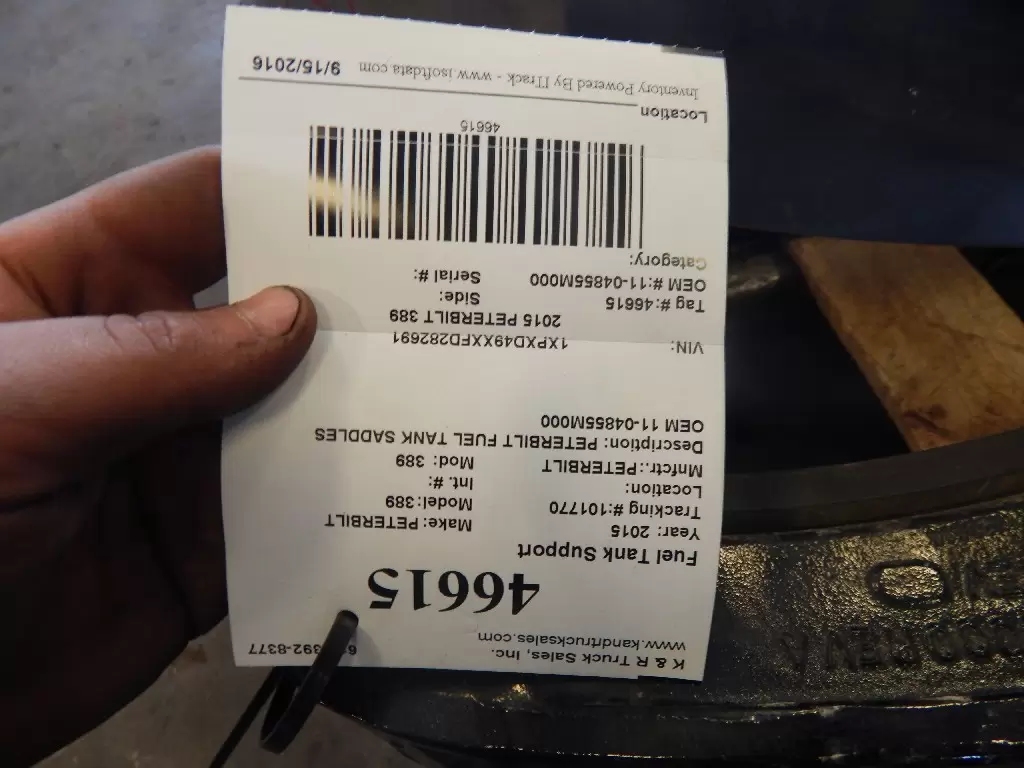 K & R Truck Sales, Inc.
www.kandrtrucksales.com 392-8377
46615
Fuel Tank Support
Year: 2015 Make: PETERBILT
Tracking #:101770 Model:389
Location: Int. #:
Mnfctr.:PETERBILT Mod: 389
Description: PETERBILT FUEL TANK SADDLES
OEM 11-04855M000
VIN: 1XPXD49XXFD282691
2015 PETERBILT 389
Tag#:46615 Side:
OEM #:11-04855M000 Serial #:
Category:
46615
Location
Inventory Powered By ITrack - www.isoftdata.com 9/15/2016